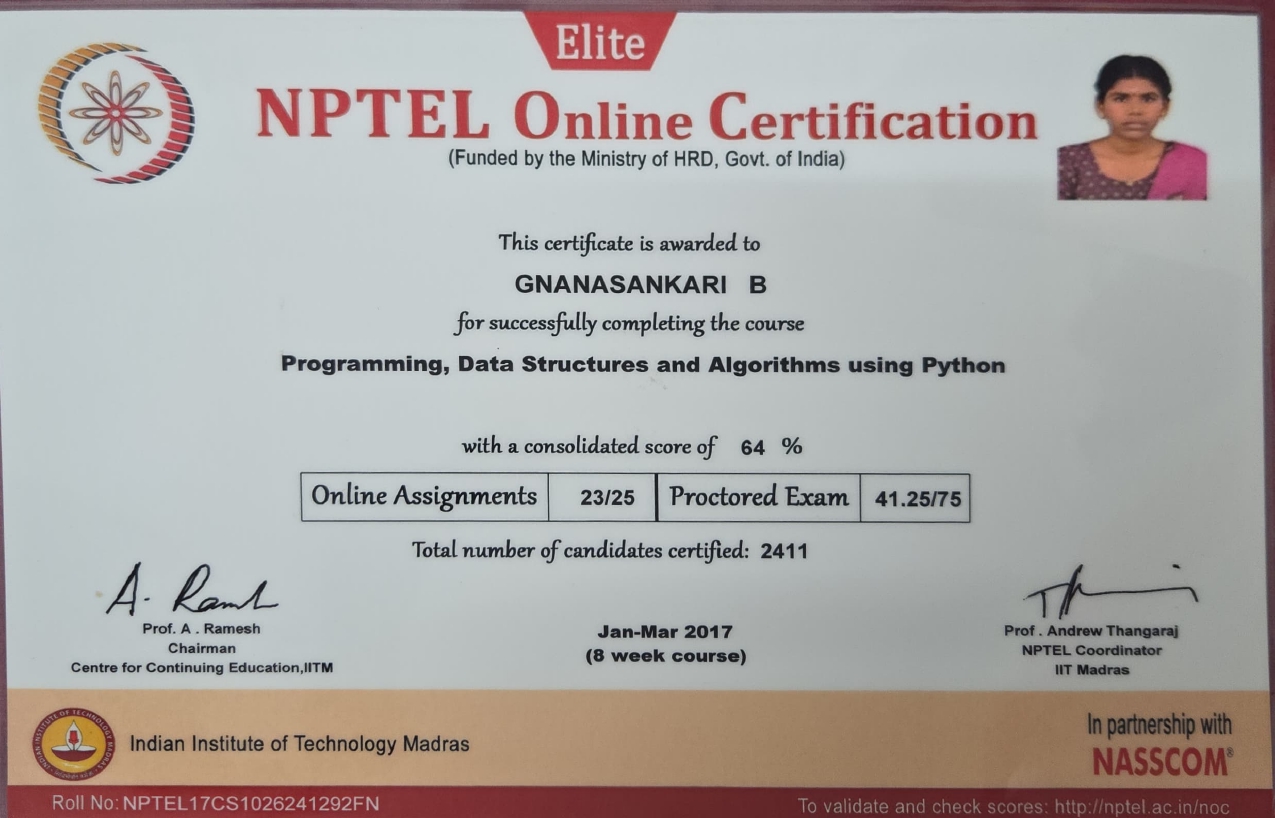 Elite
NPTEL Online Certification
(Funded by the Ministry of HRD, Govt. of India)
This certificate is awarded to
GNANASANKARI B
for successfully completing the course
Programming, Data Structures and Algorithms using Python
with a consolidated score of 64 %
Online Assignments 23/25 Proctored Exam 41.25/75
Total number of candidates certified: 2411
A. Ramesh
Prof. A . Ramesh
Chairman
Centre for Continuing Education,IITM
Jan-Mar 2017
(8 week course)
Prof . Andrew Thangaraj
NPTEL Coordinator
IIT Madras
INDIAN INSTITUTE OF TECHNOLOGY MADRAS
Indian Institute of Technology Madras
In partnership with
NASSCOM®
Roll No: NPTEL17CS1026241292FN
To validate and check scores: http://nptel.ac.in/noc